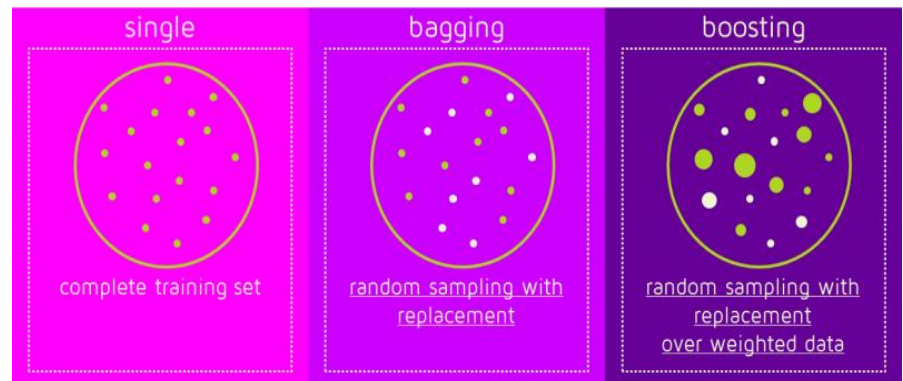 single
complete training set
bagging
random sampling with
replacement
boosting
random sampling with
replacement
over weighted data